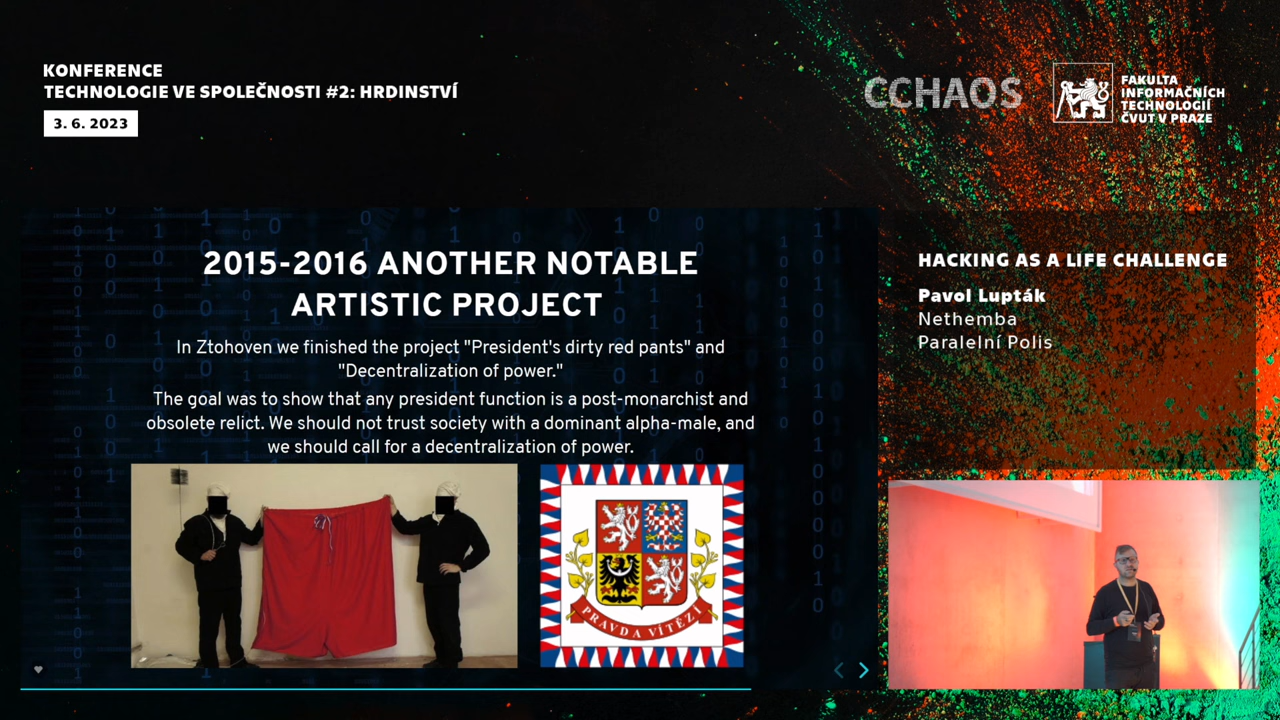 KONFERENCE
TECHNOLOGIE VE SPOLEČNOSTI #2: HRDINSTVÍ
3. 6. 2023
CCHAOS
FAKULTA
INFORMAČNÍCH
TECHNOLOGIÍ
ČVUT V PRAZE
2015-2016 ANOTHER NOTABLE
ARTISTIC PROJECT
In Ztohoven we finished the project "President's dirty red pants" and
"Decentralization of power."
The goal was to show that any president function is a post-monarchist and
obsolete relict. We should not trust society with a dominant alpha-male, and
we should call for a decentralization of power.
PRAVDA VÍTĚZÍ
HACKING AS A LIFE CHALLENGE
Pavol Lupták
Nethemba
Paralelní Polis